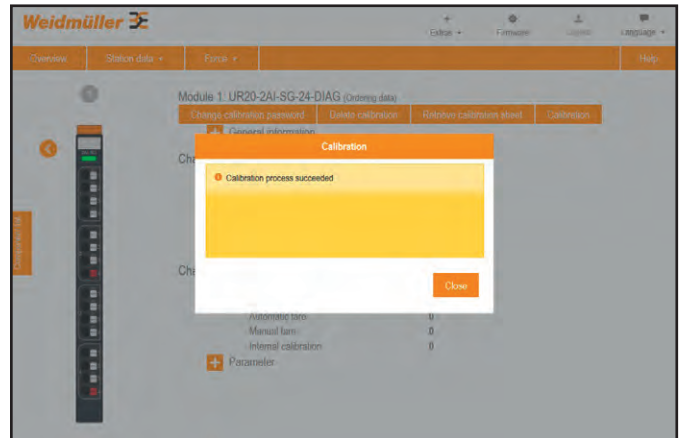 Weidmüller
Extras
Firmware
Logout
Language
Overview
Station data
Force
Help
Module 1: UR20-2AI-SG-24-DIAG (Ordering data)
Change calibration password
Delete calibration
Retrieve calibration sheet
Calibration
General information
Calibration
Calibration process succeeded
Close
Automatic tare
0
Manual tare
0
Internal calibration
0
Parameter